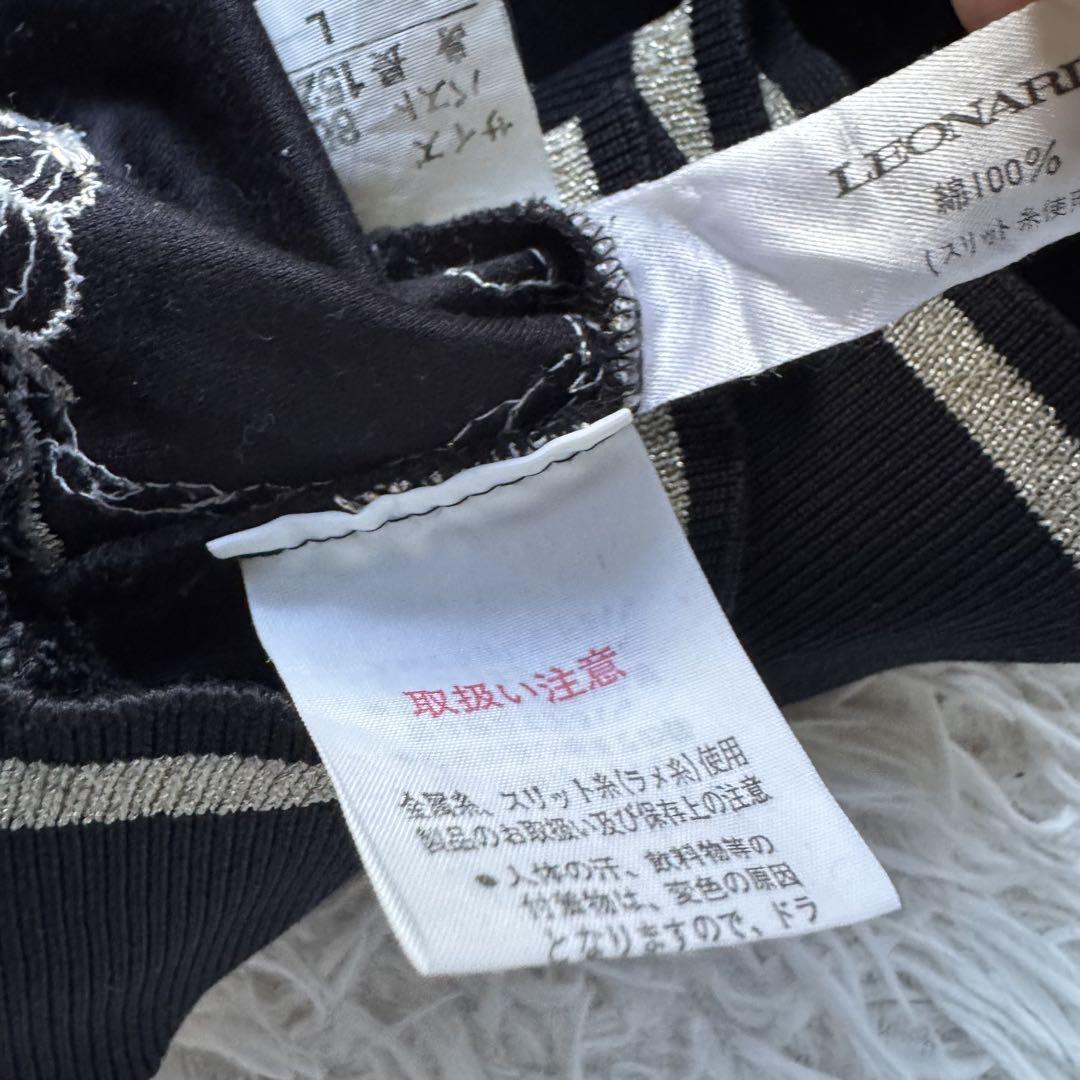 サイズ
バスト
身長 152
L
LEONARD
綿100%
(スリット糸使用
取扱い注意
金属糸、スリット糸(ラメ糸)使用
製品のお取扱い及び保存上の注意
●人体の汗、飲料物等の
付着物は、変色の原因
となりますので、ドラ